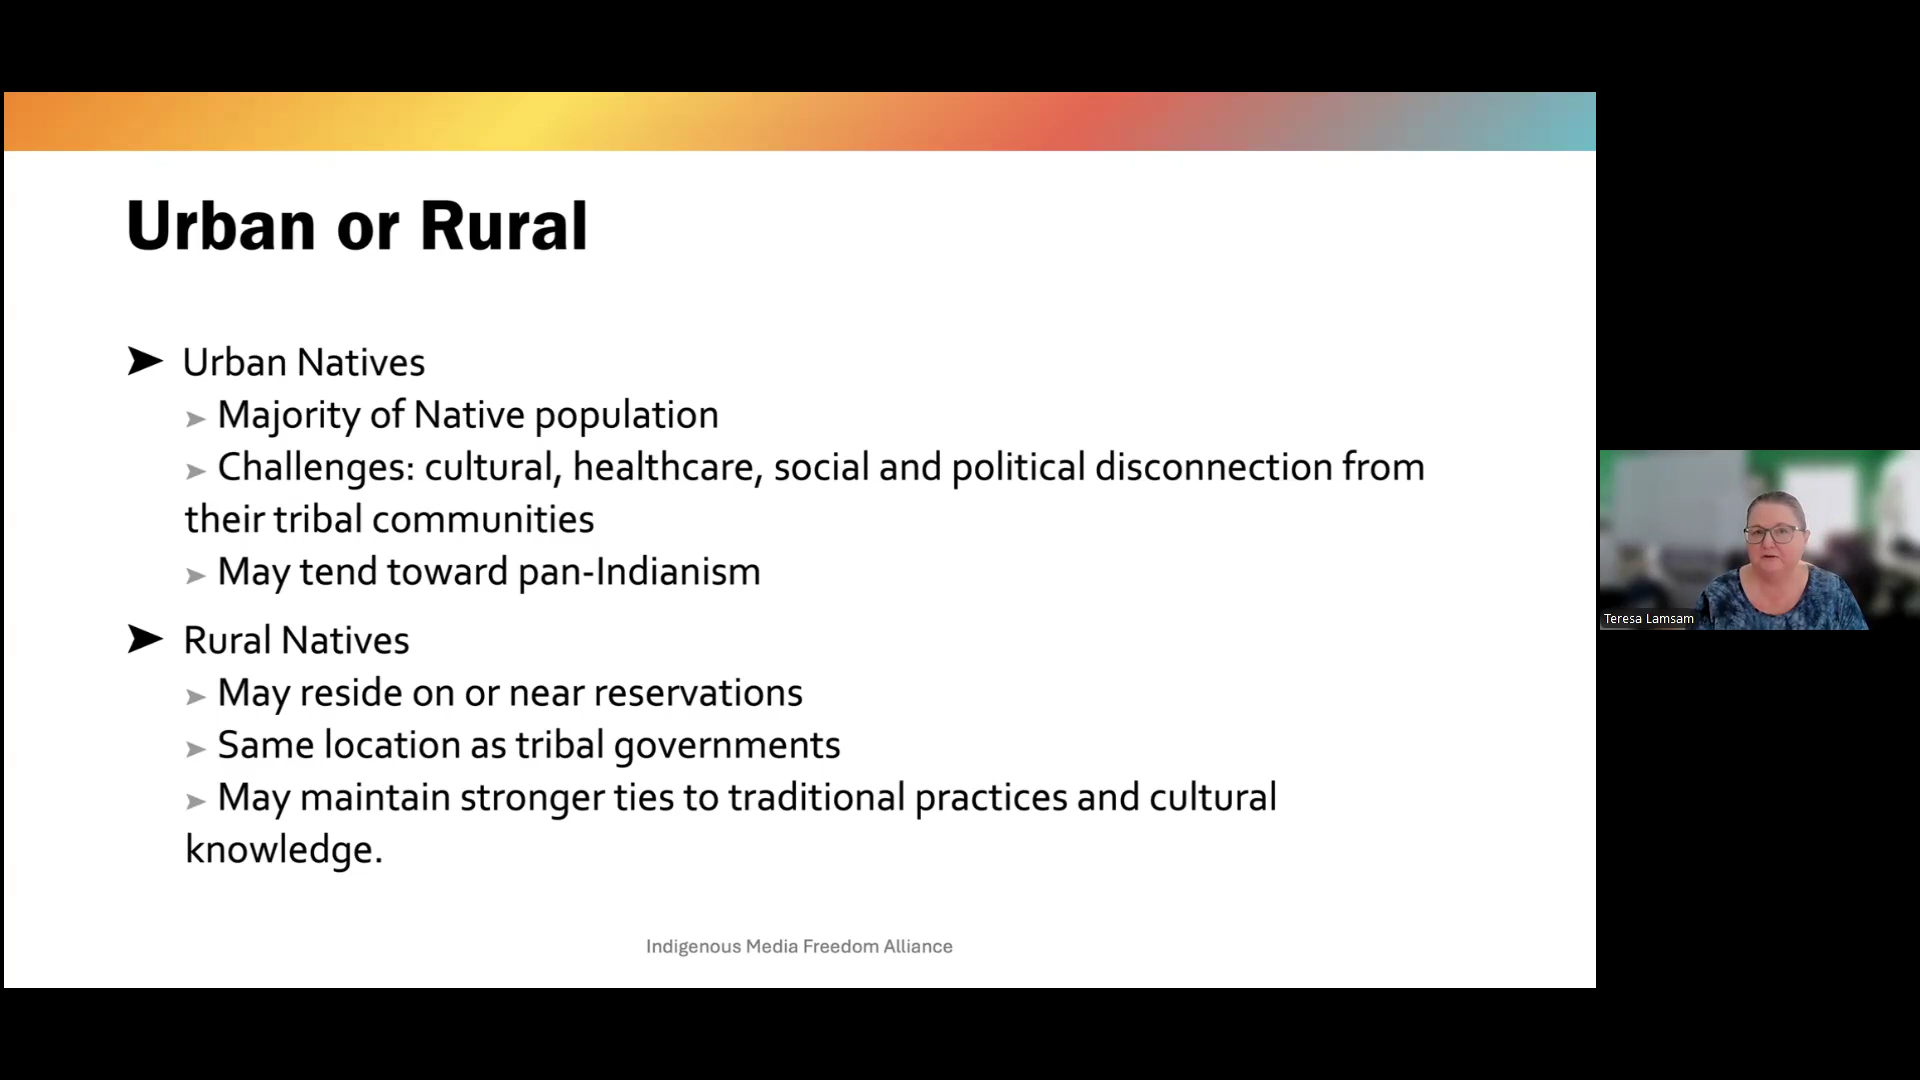 Urban or Rural
➤ Urban Natives
➤ Majority of Native population
➤ Challenges: cultural, healthcare, social and political disconnection from
their tribal communities
➤ May tend toward pan-Indianism
➤ Rural Natives
➤ May reside on or near reservations
➤ Same location as tribal governments
➤ May maintain stronger ties to traditional practices and cultural
knowledge.
Indigenous Media Freedom Alliance
Teresa Lamsam